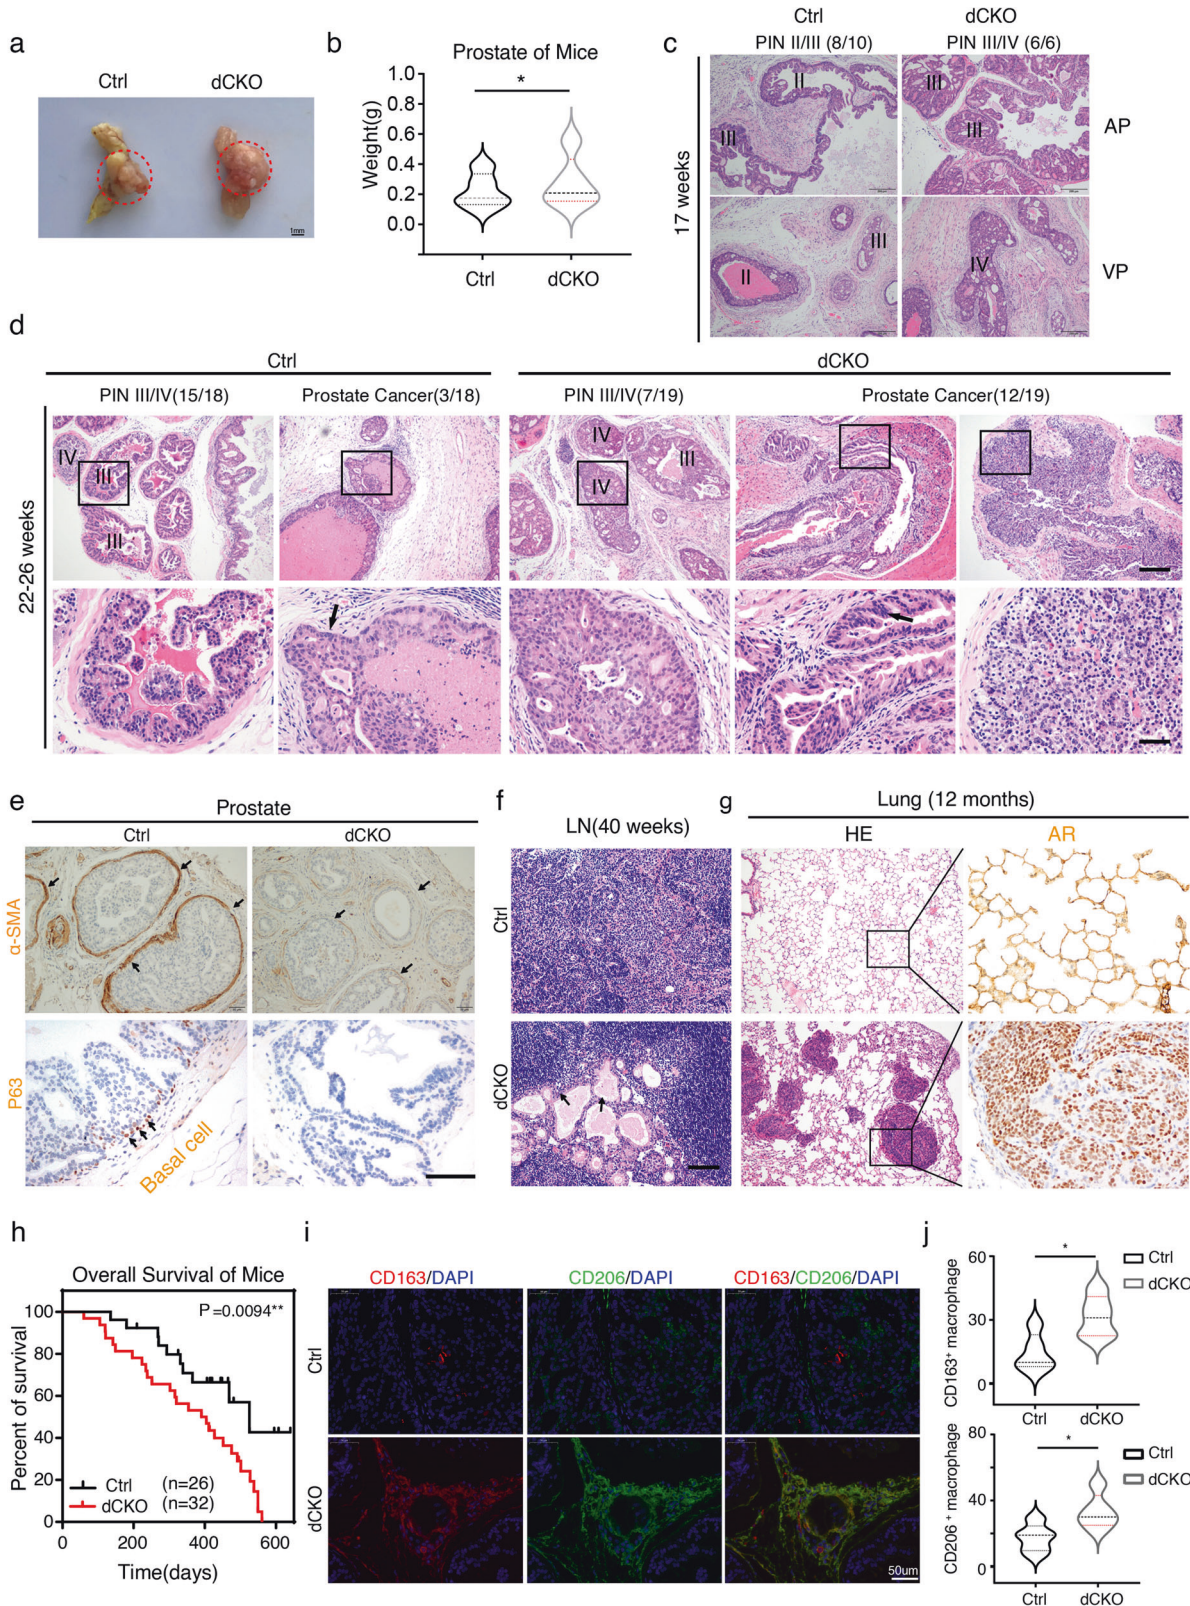 a
Ctrl
dCKO
1mm
b
Prostate of Mice
Weight(g)
1.0
0.8
0.6
0.4
0.2
0.0
*
Ctrl
dCKO
c
Ctrl
dCKO
PIN II/III (8/10)
PIN III/IV (6/6)
17 weeks
II
III
III
III
AP
II
III
IV
VP
d
Ctrl
dCKO
PIN III/IV(15/18)
Prostate Cancer(3/18)
PIN III/IV(7/19)
Prostate Cancer(12/19)
22-26 weeks
IV
III
III
IV
III
IV
e
Prostate
Ctrl
dCKO
α-SMA
P63
Basal cell
f
LN(40 weeks)
Ctrl
dCKO
g
Lung (12 months)
HE
AR
h
Overall Survival of Mice
P=0.0094**
Percent of survival
100
80
60
40
20
0
Ctrl (n=26)
dCKO (n=32)
0 200 400 600
Time(days)
i
CD163/DAPI
CD206/DAPI
CD163/CD206/DAPI
Ctrl
dCKO
50um
j
CD163+ macrophage
60
30
0
*
Ctrl
dCKO
Ctrl
dCKO
CD206 + macrophage
80
40
0
*
Ctrl
dCKO
Ctrl
dCKO